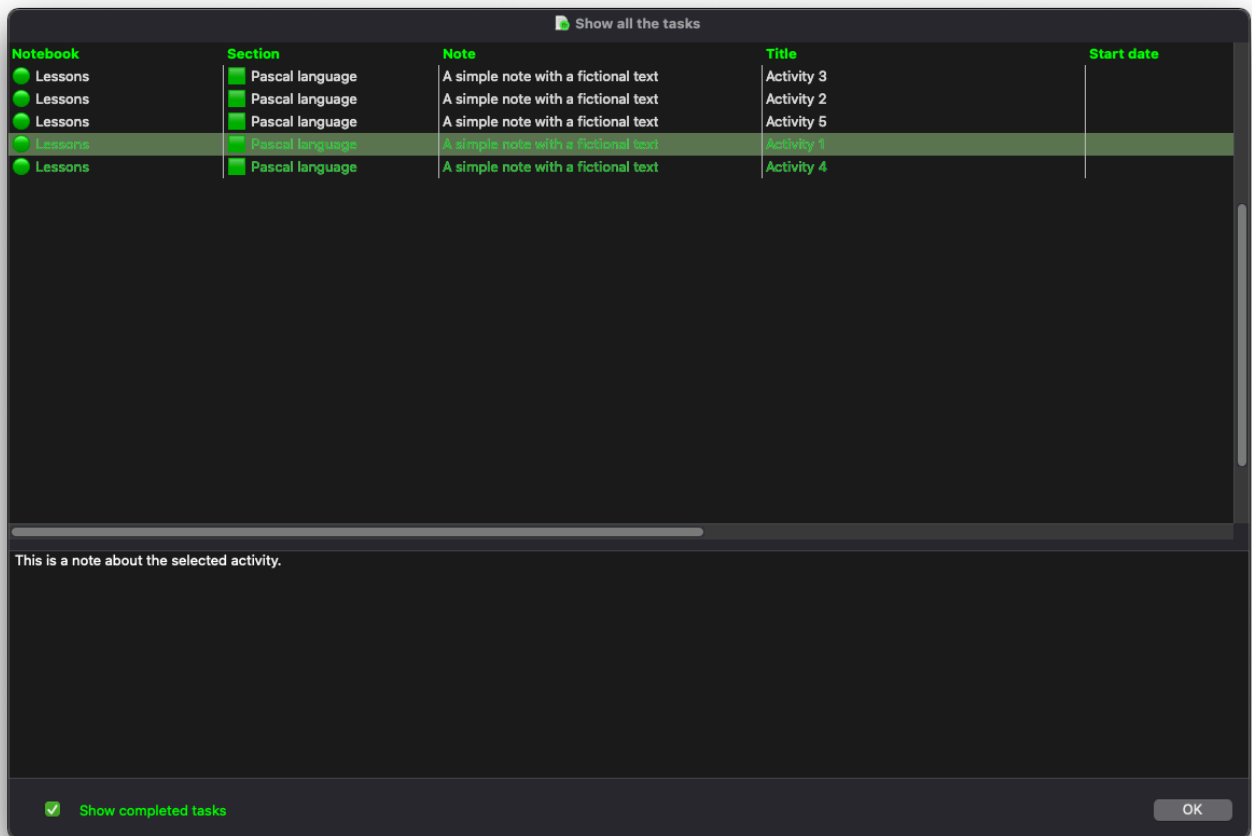 Show all the tasks
Notebook Section Note Title Start date
Lessons Pascal language A simple note with a fictional text Activity 3
Lessons Pascal language A simple note with a fictional text Activity 2
Lessons Pascal language A simple note with a fictional text Activity 5
Lessons Pascal language A simple note with a fictional text Activity 1
Lessons Pascal language A simple note with a fictional text Activity 4
This is a note about the selected activity.
Show completed tasks OK